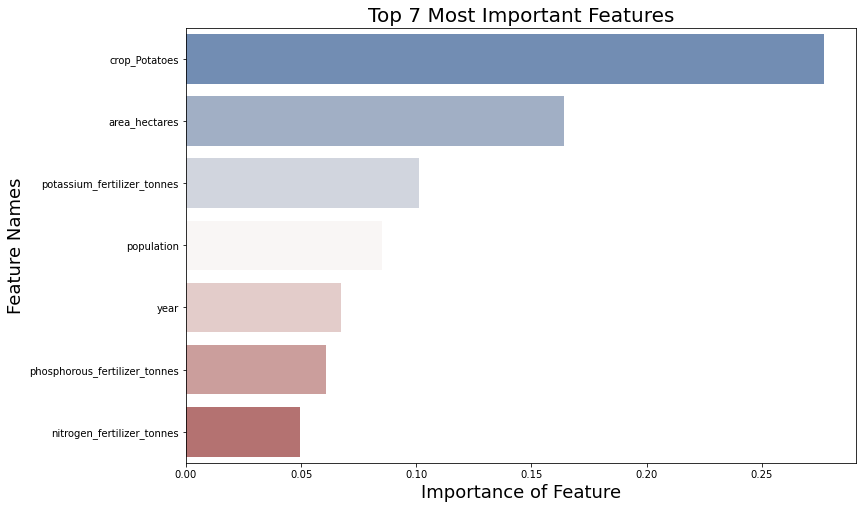 Top 7 Most Important Features
Feature Names
crop_Potatoes
area_hectares
potassium_fertilizer_tonnes
population
year
phosphorous_fertilizer_tonnes
nitrogen_fertilizer_tonnes
0.00 0.05 0.10 0.15 0.20 0.25
Importance of Feature